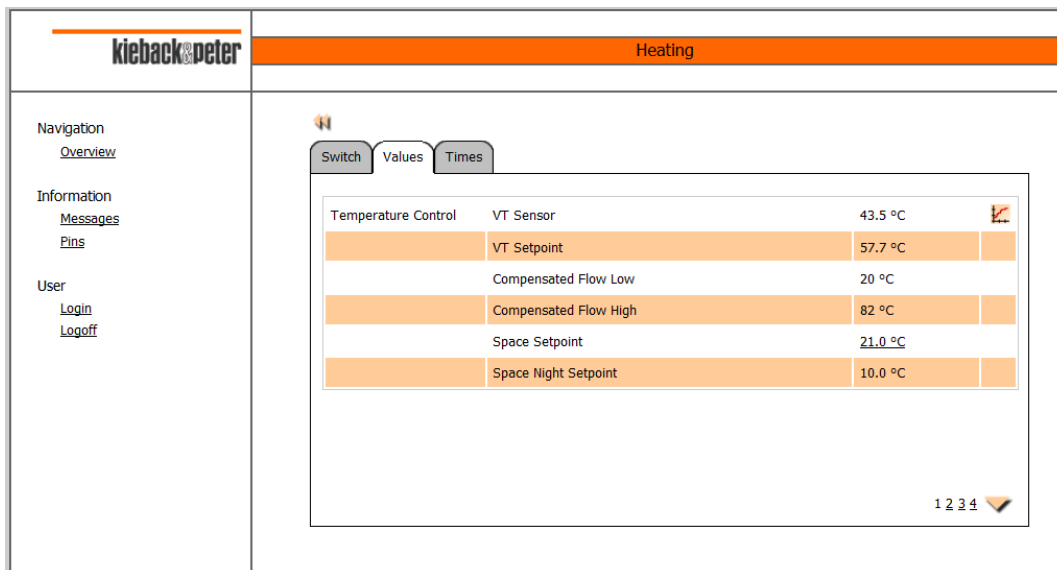 kieback&peter
Heating
Navigation
Overview
Information
Messages
Pins
User
Login
Logoff
Switch Values Times
Temperature Control VT Sensor 43.5 °C
VT Setpoint 57.7 °C
Compensated Flow Low 20 °C
Compensated Flow High 82 °C
Space Setpoint 21.0 °C
Space Night Setpoint 10.0 °C
1 2 3 4